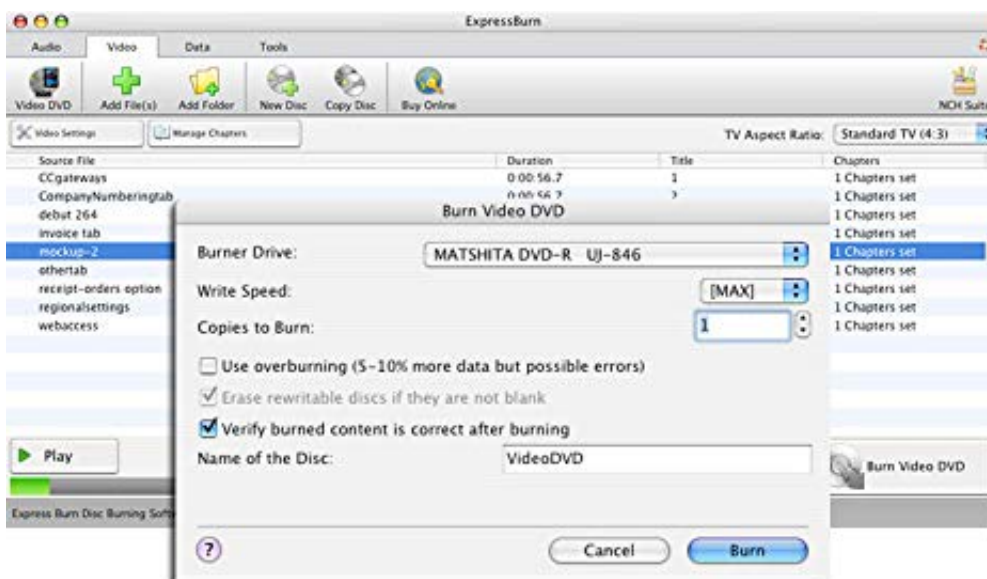 ExpressBurn
Audio Video Data Tools
Video DVD Add File(s) Add Folder New Disc Copy Disc Buy Online NCH Suite
Video Settings Manage Chapters TV Aspect Ratio: Standard TV (4:3)
Source File Duration Title Chapters
CCgateways 0:00:56.7 1 1 Chapters set
CompanyNumberingtab 0:00:56.7 2 1 Chapters set
debut 264 1 Chapters set
invoice tab 1 Chapters set
mockup-2 1 Chapters set
othertab 1 Chapters set
receipt-orders option 1 Chapters set
regionalsettings 1 Chapters set
webaccess 1 Chapters set
Burn Video DVD
Burner Drive: MATSHITA DVD-R UJ-846
Write Speed: [MAX]
Copies to Burn: 1
Use overburning (5-10% more data but possible errors)
Erase rewritable discs if they are not blank
Verify burned content is correct after burning
Name of the Disc: VideoDVD
? Cancel Burn
Play
Burn Video DVD
Express Burn Disc Burning